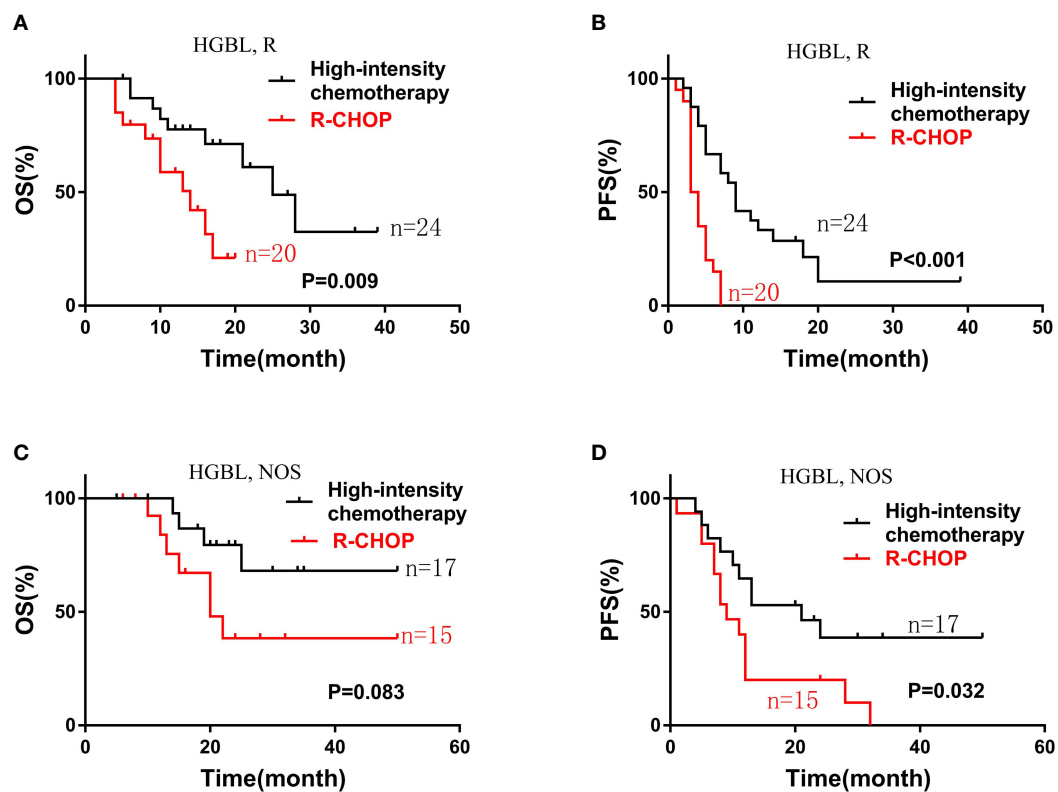 A
HGBL, R
High-intensity
chemotherapy
R-CHOP
OS(%)
100
50
0
n=24
n=20
P=0.009
0 10 20 30 40 50
Time(month)
B
HGBL, R
High-intensity
chemotherapy
R-CHOP
PFS(%)
100
50
0
n=24
P<0.001
n=20
0 10 20 30 40 50
Time(month)
C
HGBL, NOS
High-intensity
chemotherapy
R-CHOP
OS(%)
100
50
0
n=17
n=15
P=0.083
0 20 40 60
Time(month)
D
HGBL, NOS
High-intensity
chemotherapy
R-CHOP
PFS(%)
100
50
0
n=17
n=15
P=0.032
0 20 40 60
Time(month)